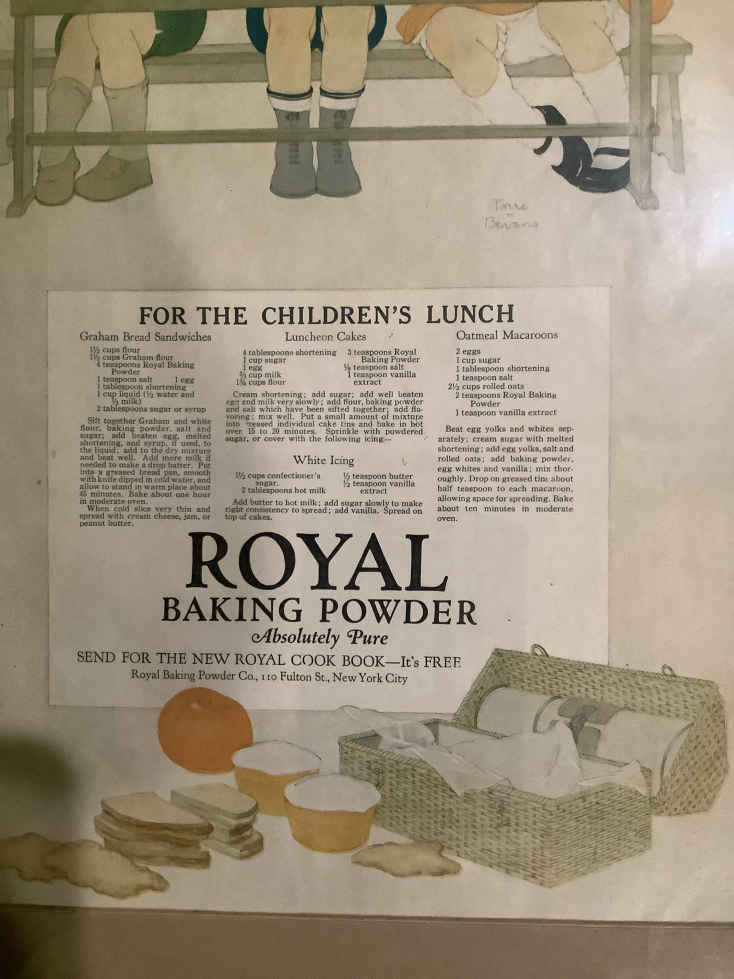 Torre
Bevans
FOR THE CHILDREN'S LUNCH
Graham Bread Sandwiches
1½ cups flour
1½ cups Graham flour
4 teaspoons Royal Baking
Powder
1 teaspoon salt 1 egg
1 tablespoon shortening
1 cup liquid (½ water and
½ milk)
2 tablespoons sugar or syrup
Sift together Graham and white
flour, baking powder, salt and
sugar; add beaten egg, melted
shortening, and syrup, if used, to
the liquid; add to the dry mixture
and beat well. Add more milk if
needed to make a drop batter. Put
into a greased bread pan, smooth
with knife dipped in cold water, and
allow to stand in warm place about
45 minutes. Bake about one hour
in moderate oven.
When cold slice very thin and
spread with cream cheese, jam, or
peanut butter.
Luncheon Cakes
4 tablespoons shortening
1 cup sugar
1 egg
⅔ cup milk
1¾ cups flour
3 teaspoons Royal
Baking Powder
⅛ teaspoon salt
1 teaspoon vanilla
extract
Cream shortening; add sugar; add well beaten
egg and milk very slowly; add flour, baking powder
and salt which have been sifted together; add fla-
voring; mix well. Put a small amount of mixture
into greased individual cake tins and bake in hot
oven 15 to 20 minutes. Sprinkle with powdered
sugar, or cover with the following icing—
White Icing
1½ cups confectioner's
sugar.
2 tablespoons hot milk
½ teaspoon butter
½ teaspoon vanilla
extract
Add butter to hot milk; add sugar slowly to make
right consistency to spread; add vanilla. Spread on
top of cakes.
Oatmeal Macaroons
2 eggs
1 cup sugar
1 tablespoon shortening
1 teaspoon salt
2½ cups rolled oats
2 teaspoons Royal Baking
Powder
1 teaspoon vanilla extract
Beat egg yolks and whites sep-
arately; cream sugar with melted
shortening; add egg yolks, salt and
rolled oats; add baking powder,
egg whites and vanilla; mix thor-
oughly. Drop on greased tins about
half teaspoon to each macaroon,
allowing space for spreading. Bake
about ten minutes in moderate
oven.
ROYAL
BAKING POWDER
Absolutely Pure
SEND FOR THE NEW ROYAL COOK BOOK—It's FREE
Royal Baking Powder Co., 110 Fulton St., New York City